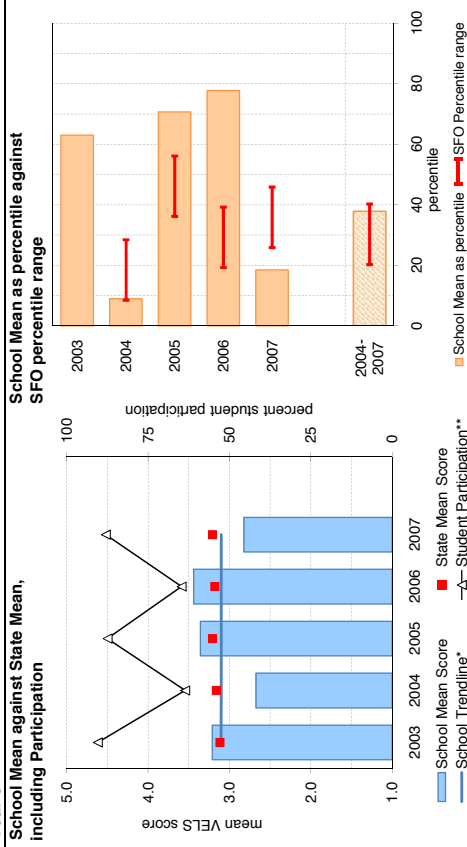 School Mean against State Mean,
including Participation
mean VELS score
5.0
4.0
3.0
2.0
1.0
percent student participation
100
75
50
25
0
2003 2004 2005 2006 2007
School Mean Score
State Mean Score
School Trendline*
Student Participation**
School Mean as percentile against
SFO percentile range
2003
2004
2005
2006
2007
2004-
2007
0 20 40 60 80 100
percentile
School Mean as percentile
SFO Percentile range